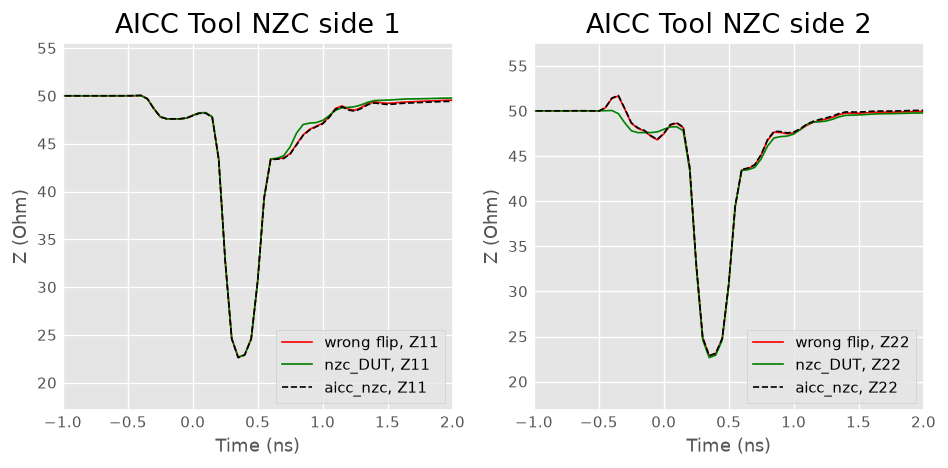 AICC Tool NZC side 1
55
50
45
40
35
30
25
20
Z (Ohm)
−1.0
−0.5
0.0
0.5
1.0
1.5
2.0
Time (ns)
wrong flip, Z11
nzc_DUT, Z11
aicc_nzc, Z11
AICC Tool NZC side 2
55
50
45
40
35
30
25
20
Z (Ohm)
−1.0
−0.5
0.0
0.5
1.0
1.5
2.0
Time (ns)
wrong flip, Z22
nzc_DUT, Z22
aicc_nzc, Z22